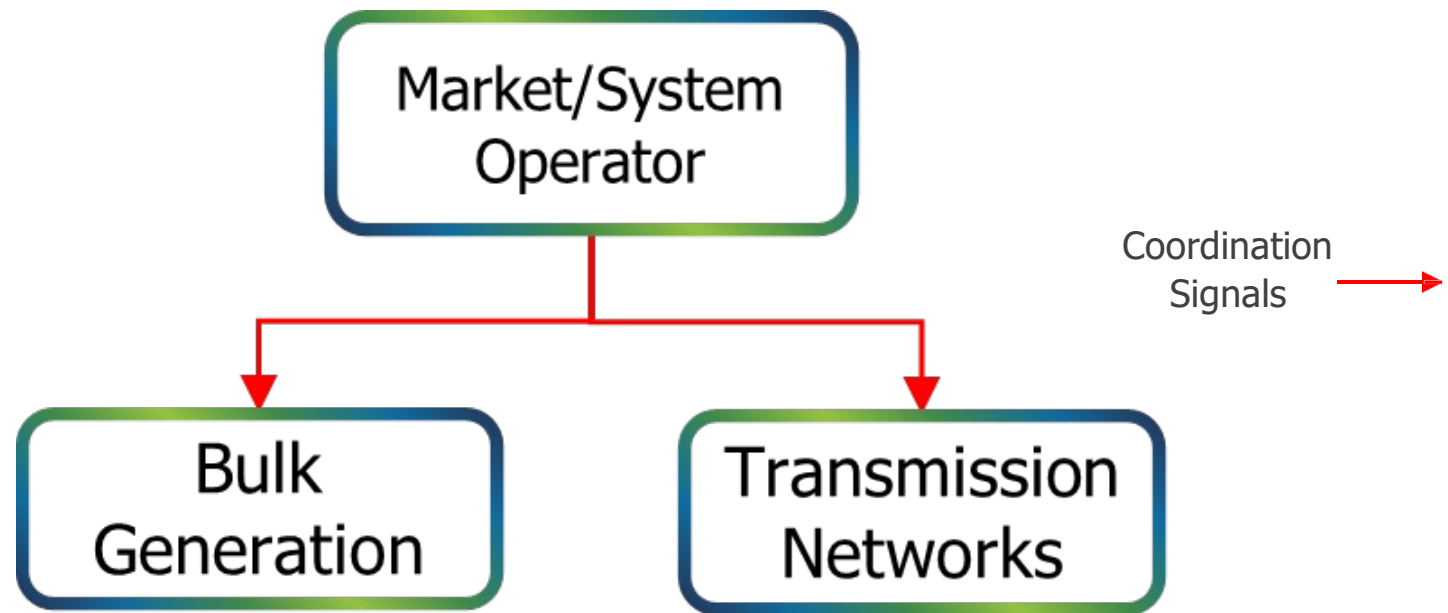 Market/System
Operator
Coordination
Signals
Bulk
Generation
Transmission
Networks